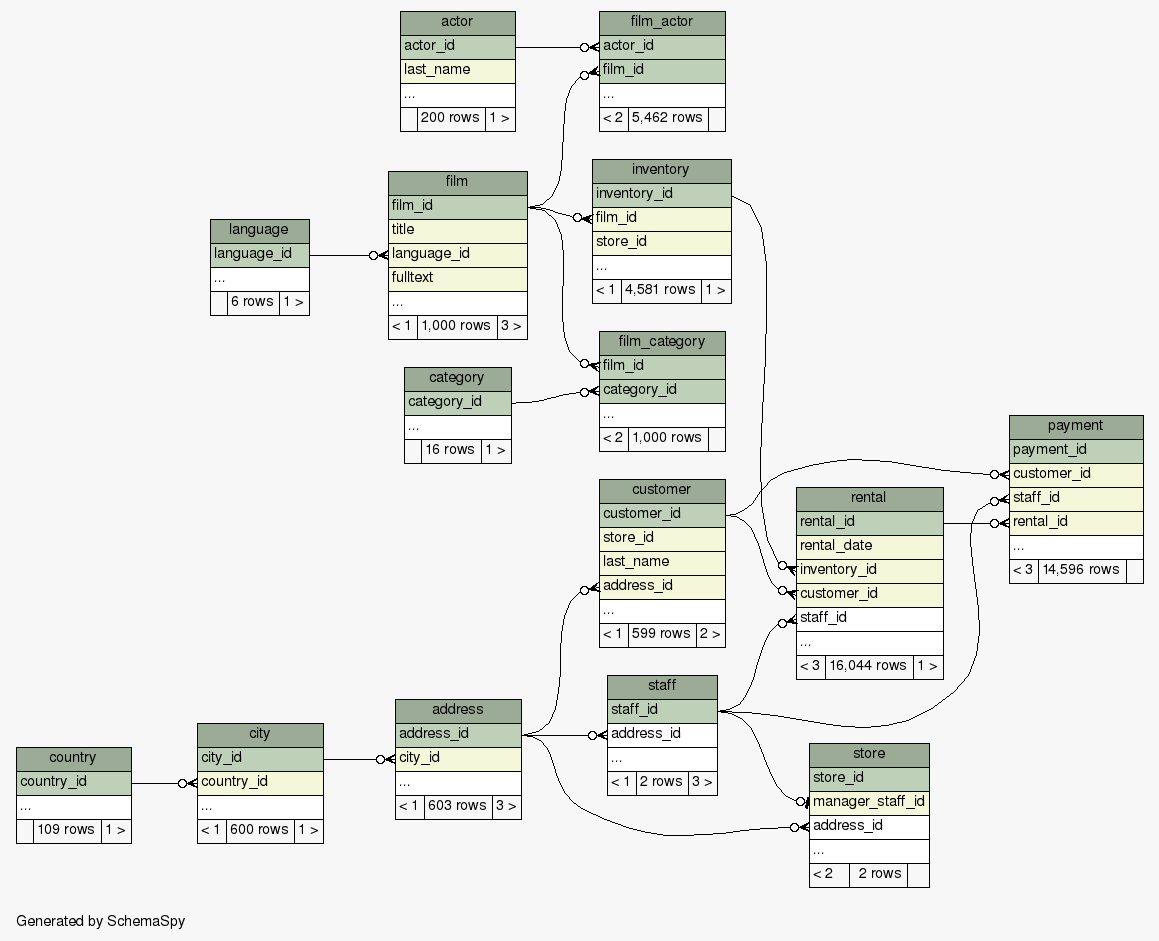 actor
actor_id
last_name
...
200 rows 1 >
film_actor
actor_id
film_id
...
< 2 5,462 rows
film
film_id
title
language_id
fulltext
...
< 1 1,000 rows 3 >
inventory
inventory_id
film_id
store_id
...
< 1 4,581 rows 1 >
language
language_id
...
6 rows 1 >
film_category
film_id
category_id
...
< 2 1,000 rows
category
category_id
...
16 rows 1 >
payment
payment_id
customer_id
staff_id
rental_id
...
< 3 14,596 rows
customer
customer_id
store_id
last_name
address_id
...
< 1 599 rows 2 >
rental
rental_id
rental_date
inventory_id
customer_id
staff_id
...
< 3 16,044 rows 1 >
staff
staff_id
address_id
...
< 1 2 rows 3 >
address
address_id
city_id
...
< 1 603 rows 3 >
city
city_id
country_id
...
< 1 600 rows 1 >
country
country_id
...
109 rows 1 >
store
store_id
manager_staff_id
address_id
...
< 2 2 rows
Generated by SchemaSpy